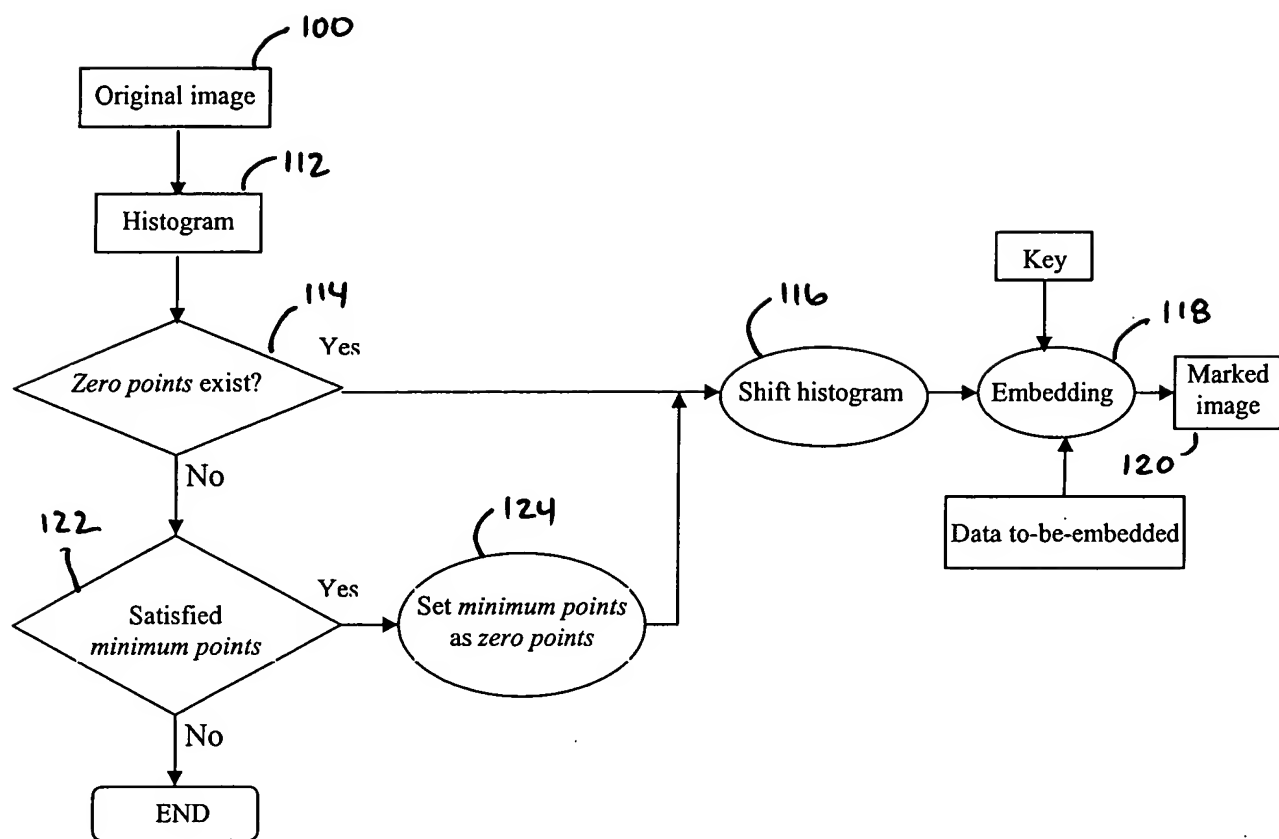 100
Original image
112
Histogram
114
Zero points exist?
Yes
116
Shift histogram
Key
118
Embedding
Marked
image
120
Data to-be-embedded
No
122
Satisfied
minimum points
Yes
124
Set minimum points
as zero points
No
END